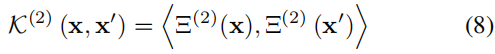 𝒦⁽²⁾ (x, x′) = ⟨Ξ⁽²⁾(x), Ξ⁽²⁾ (x′)⟩ (8)